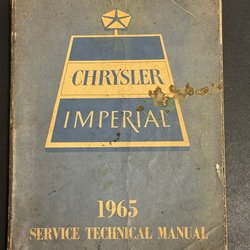 CHRYSLER
IMPERIAL
1965
SERVICE TECHNICAL MANUAL